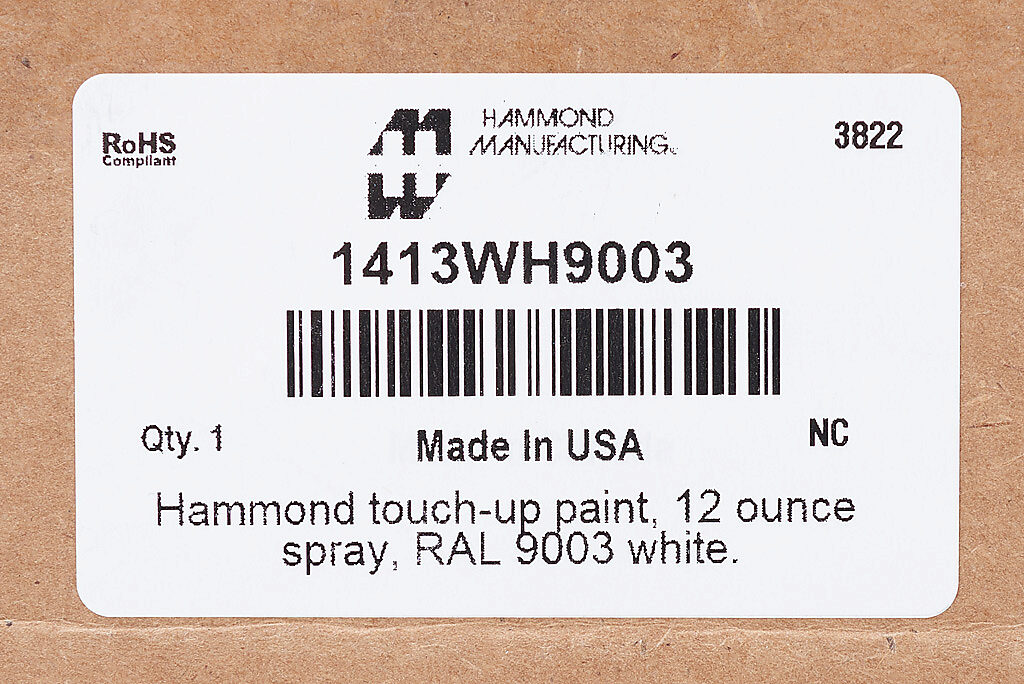 RoHS
Compliant
HAMMOND
MANUFACTURING
3822
1413WH9003
Qty. 1
Made In USA
NC
Hammond touch-up paint, 12 ounce
spray, RAL 9003 white.